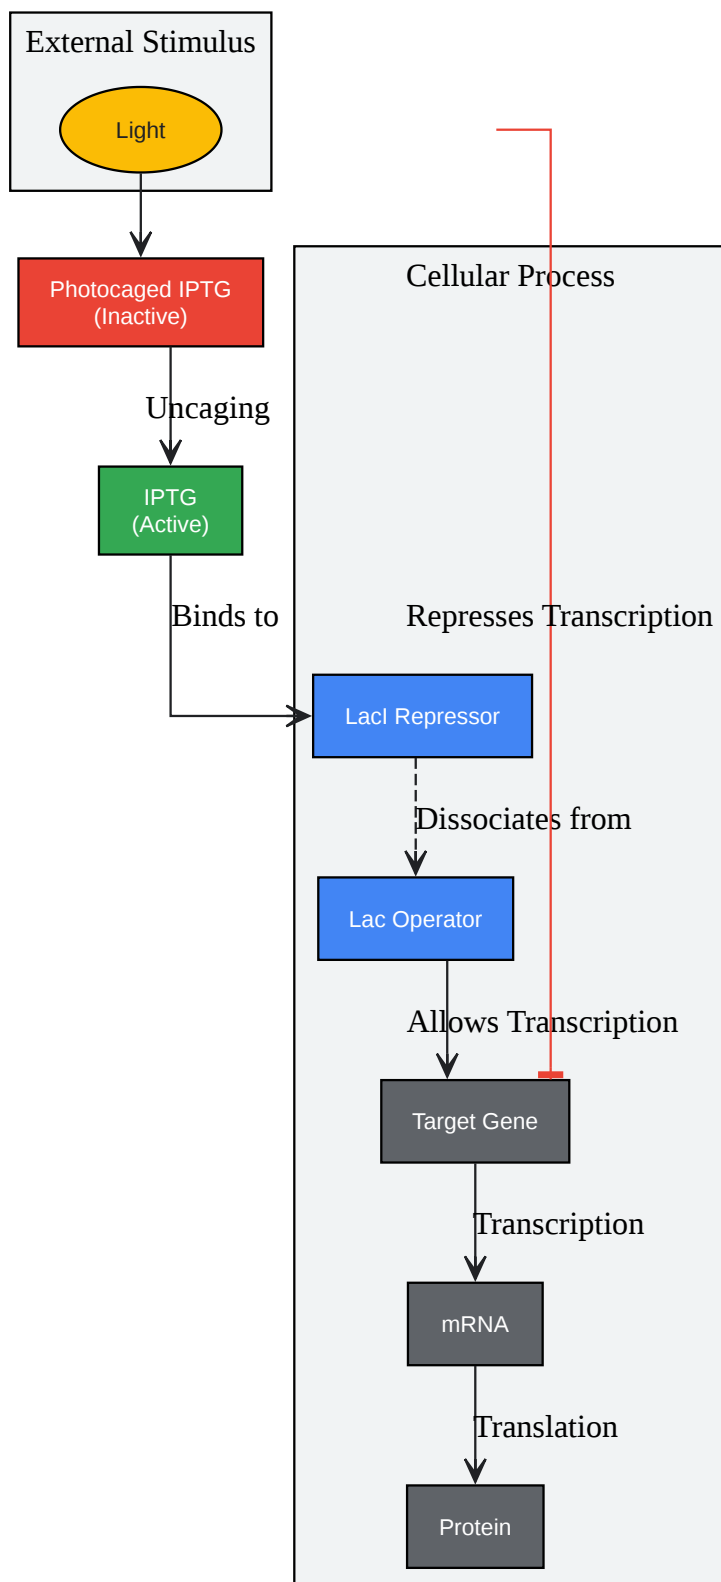 External Stimulus
Light
Photocaged IPTG
(Inactive)
Cellular Process
Uncaging
IPTG
(Active)
Binds to
Represses Transcription
LacI Repressor
Dissociates from
Lac Operator
Allows Transcription
Target Gene
Transcription
mRNA
Translation
Protein